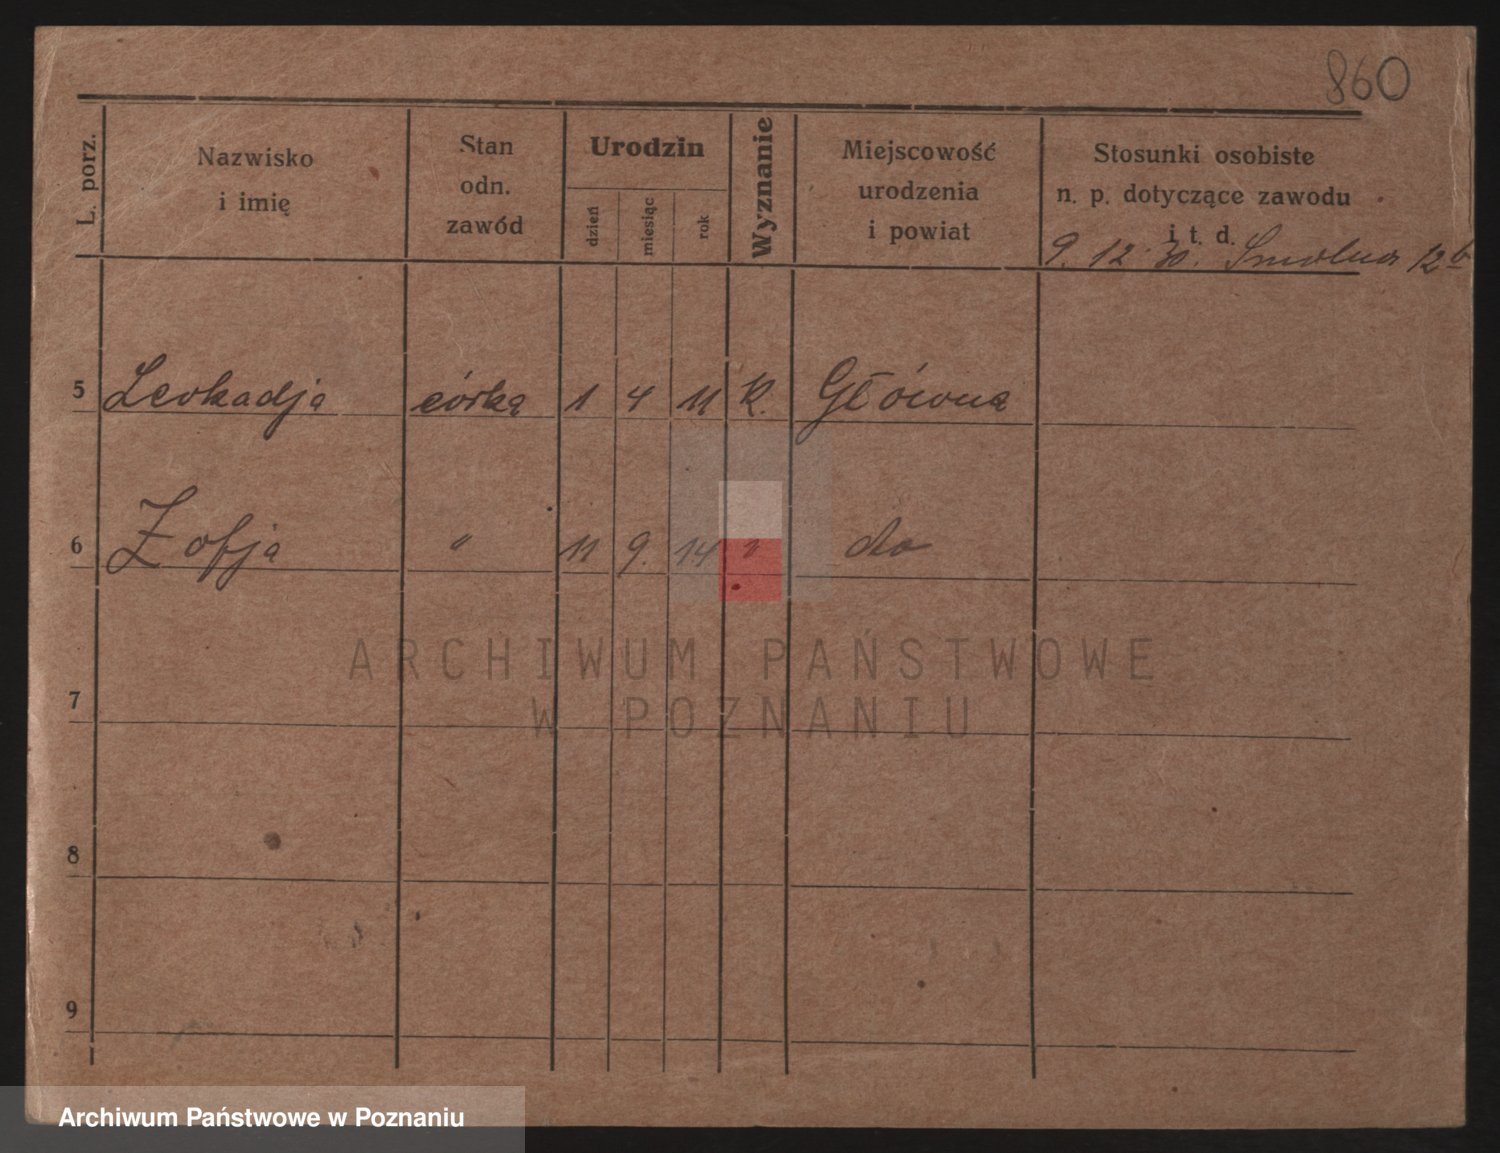 860
L. porz.
Nazwisko
i imię
Stan
odn.
zawód
Urodzin
dzień
miesiąc
rok
Wyznanie
Miejscowość
urodzenia
i powiat
Stosunki osobiste
n. p. dotyczące zawodu
i t. d.
9. 12. 30. Smolna 12b
5 Leokadja córka 1 4 11 K. Główna
6 Zofja " 11 9. 14 " do
7
8
9
ARCHIWUM PAŃSTWOWE
W POZNANIU
Archiwum Państwowe w Poznaniu